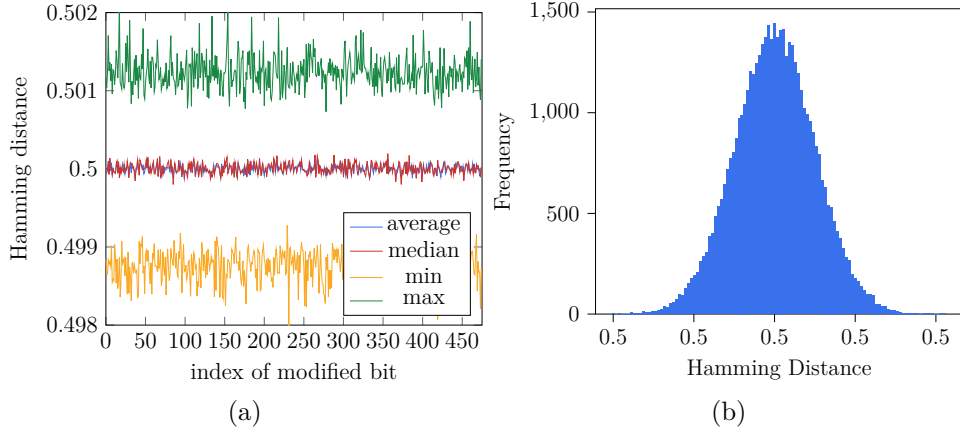 0.502
0.501
0.5
0.499
0.498
Hamming distance
average
median
min
max
0 50 100 150 200 250 300 350 400 450
index of modified bit
(a)
1,500
1,000
500
0
Frequency
0.5 0.5 0.5 0.5 0.5
Hamming Distance
(b)